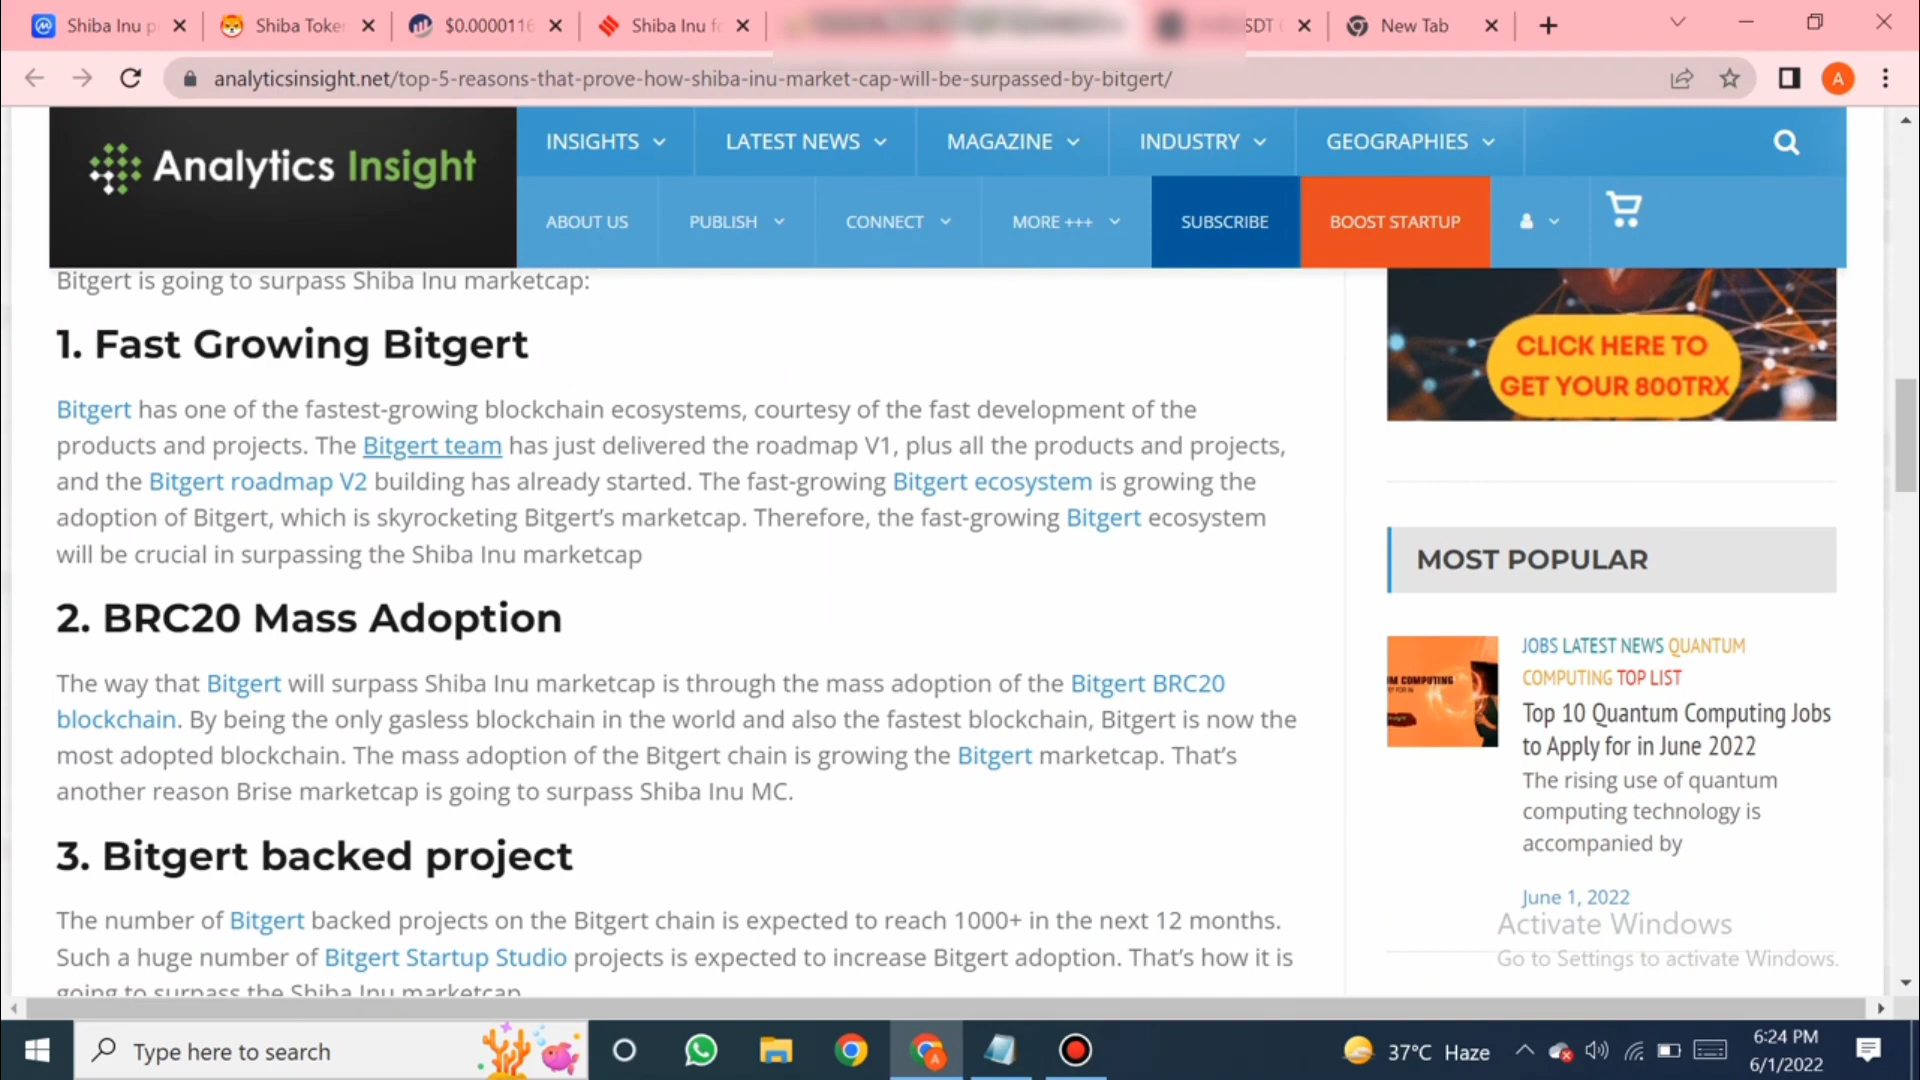 Shiba Inu p
Shiba Toker
$0.0000116
Shiba Inu fo
SDT
New Tab
analyticsinsight.net/top-5-reasons-that-prove-how-shiba-inu-market-cap-will-be-surpassed-by-bitgert/
A
Analytics Insight
INSIGHTS
LATEST NEWS
MAGAZINE
INDUSTRY
GEOGRAPHIES
ABOUT US
PUBLISH
CONNECT
MORE +++
SUBSCRIBE
BOOST STARTUP
Bitgert is going to surpass Shiba Inu marketcap:
1. Fast Growing Bitgert
Bitgert has one of the fastest-growing blockchain ecosystems, courtesy of the fast development of the
products and projects. The Bitgert team has just delivered the roadmap V1, plus all the products and projects,
and the Bitgert roadmap V2 building has already started. The fast-growing Bitgert ecosystem is growing the
adoption of Bitgert, which is skyrocketing Bitgert’s marketcap. Therefore, the fast-growing Bitgert ecosystem
will be crucial in surpassing the Shiba Inu marketcap
2. BRC20 Mass Adoption
The way that Bitgert will surpass Shiba Inu marketcap is through the mass adoption of the Bitgert BRC20
blockchain. By being the only gasless blockchain in the world and also the fastest blockchain, Bitgert is now the
most adopted blockchain. The mass adoption of the Bitgert chain is growing the Bitgert marketcap. That’s
another reason Brise marketcap is going to surpass Shiba Inu MC.
3. Bitgert backed project
The number of Bitgert backed projects on the Bitgert chain is expected to reach 1000+ in the next 12 months.
Such a huge number of Bitgert Startup Studio projects is expected to increase Bitgert adoption. That’s how it is
going to surpass the Shiba Inu marketcap
CLICK HERE TO
GET YOUR 800TRX
MOST POPULAR
M COMPUTING
JOBS LATEST NEWS QUANTUM
COMPUTING TOP LIST
Top 10 Quantum Computing Jobs
to Apply for in June 2022
The rising use of quantum
computing technology is
accompanied by
June 1, 2022
Activate Windows
Go to Settings to activate Windows.
Type here to search
A
37°C Haze
6:24 PM
6/1/2022